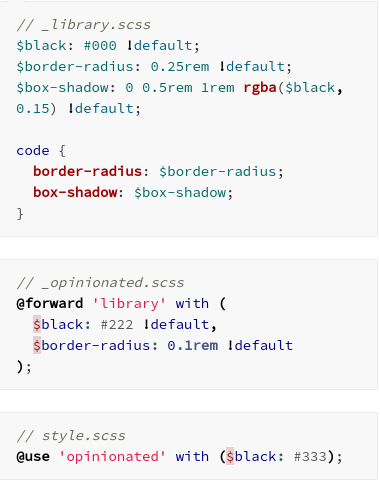 // _library.scss
$black: #000 !default;
$border-radius: 0.25rem !default;
$box-shadow: 0 0.5rem 1rem rgba($black,
0.15) !default;
code {
border-radius: $border-radius;
box-shadow: $box-shadow;
}
// _opinionated.scss
@forward 'library' with (
$black: #222 !default,
$border-radius: 0.1rem !default
);
// style.scss
@use 'opinionated' with ($black: #333);